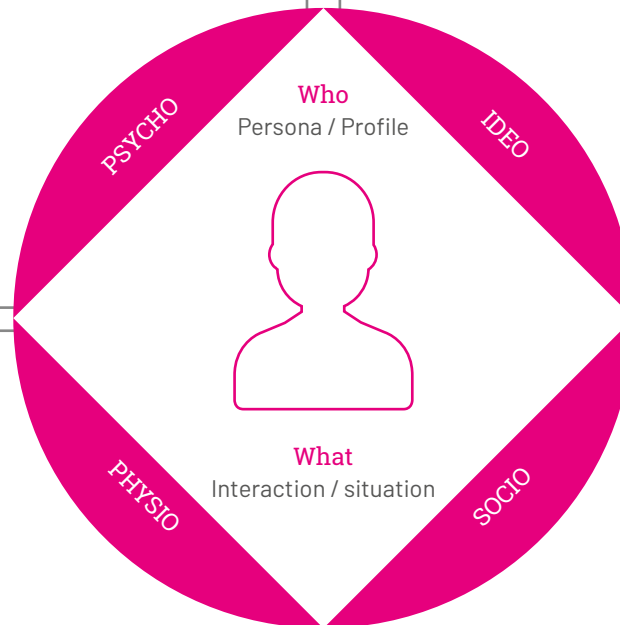 Who
Persona / Profile
PSYCHO
IDEO
What
Interaction / situation
PHYSIO
SOCIO